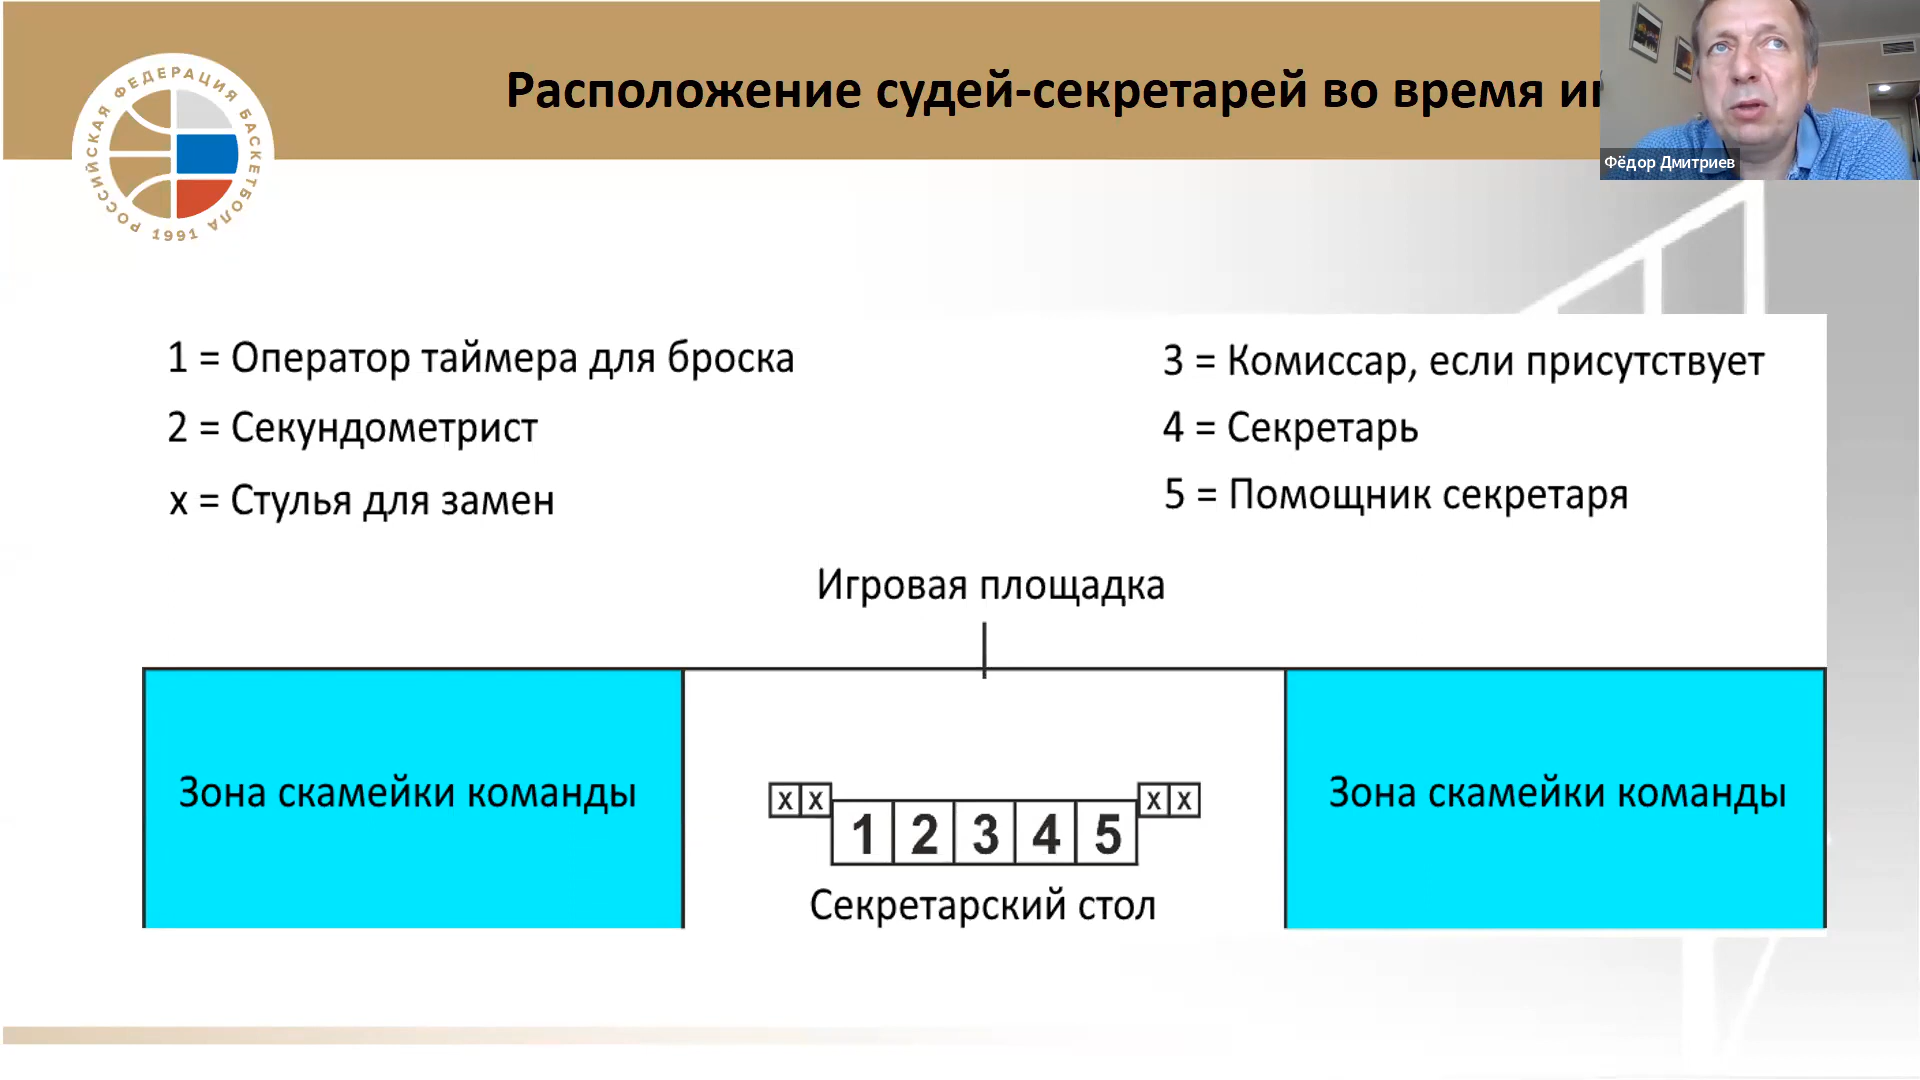 Расположение судей-секретарей во время
Фёдор Дмитриев
РОССИЙСКАЯ ФЕДЕРАЦИЯ БАСКЕТБОЛА
1991
1 = Оператор таймера для броска
2 = Секундометрист
x = Стулья для замен
3 = Комиссар, если присутствует
4 = Секретарь
5 = Помощник секретаря
Игровая площадка
Зона скамейки команды
x x
1 2 3 4 5
x x
Зона скамейки команды
Секретарский стол